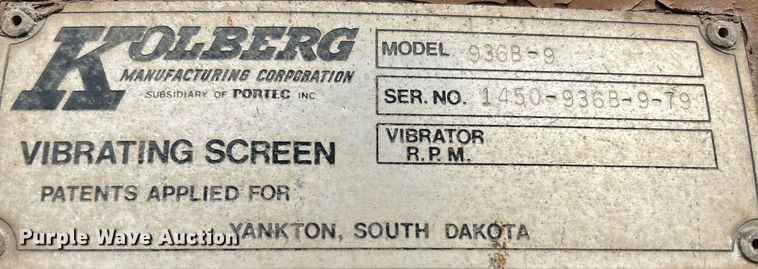 KOLBERG
MANUFACTURING CORPORATION
SUBSIDIARY OF PORTEC INC
VIBRATING SCREEN
PATENTS APPLIED FOR
YANKTON, SOUTH DAKOTA
MODEL 936B-9
SER. NO. 1450-936B-9-79
VIBRATOR
R.P.M.
Purple Wave Auction